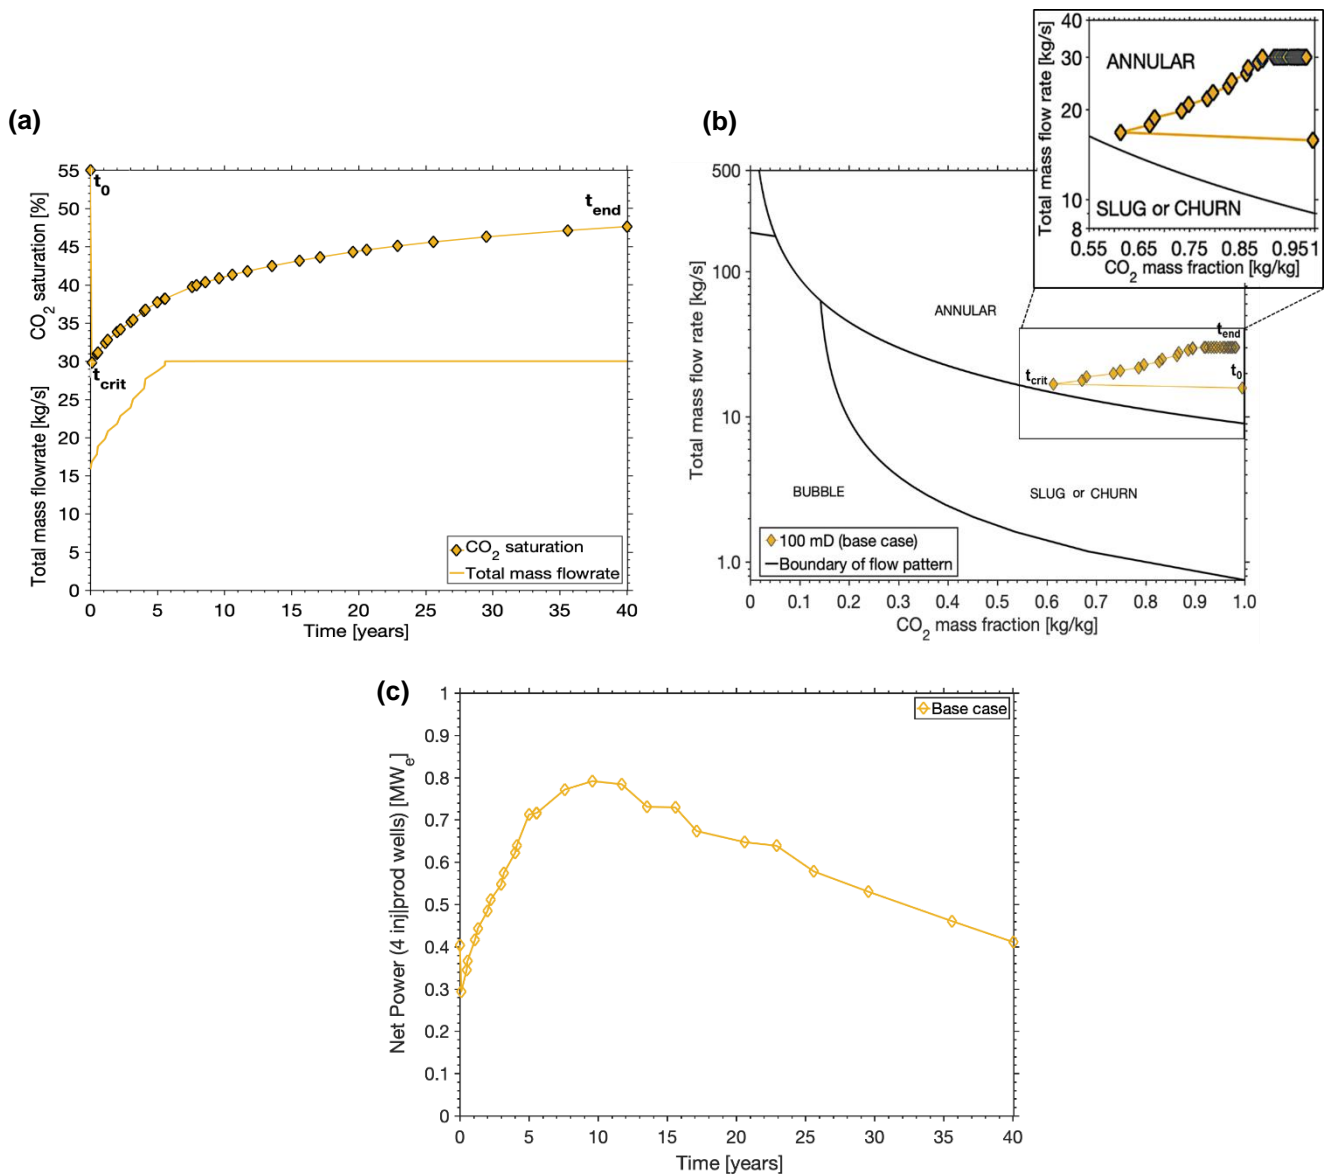 (a)
CO2 saturation [%]
Total mass flowrate [kg/s]
55
50
45
40
35
30
25
20
15
10
5
0
t0
tcrit
tend
CO2 saturation
Total mass flowrate
0 5 10 15 20 25 30 35 40
Time [years]
(b)
Total mass flow rate [kg/s]
40
30
20
10
8
ANNULAR
SLUG or CHURN
0.55 0.65 0.75 0.85 0.95 1
CO2 mass fraction [kg/kg]
Total mass flow rate [kg/s]
500
100
10
1.0
ANNULAR
tend
t0
tcrit
BUBBLE
SLUG or CHURN
100 mD (base case)
Boundary of flow pattern
0 0.1 0.2 0.3 0.4 0.5 0.6 0.7 0.8 0.9 1.0
CO2 mass fraction [kg/kg]
(c)
Net Power (4 inj|prod wells) [MWe]
1
0.9
0.8
0.7
0.6
0.5
0.4
0.3
0.2
0.1
0
Base case
0 5 10 15 20 25 30 35 40
Time [years]